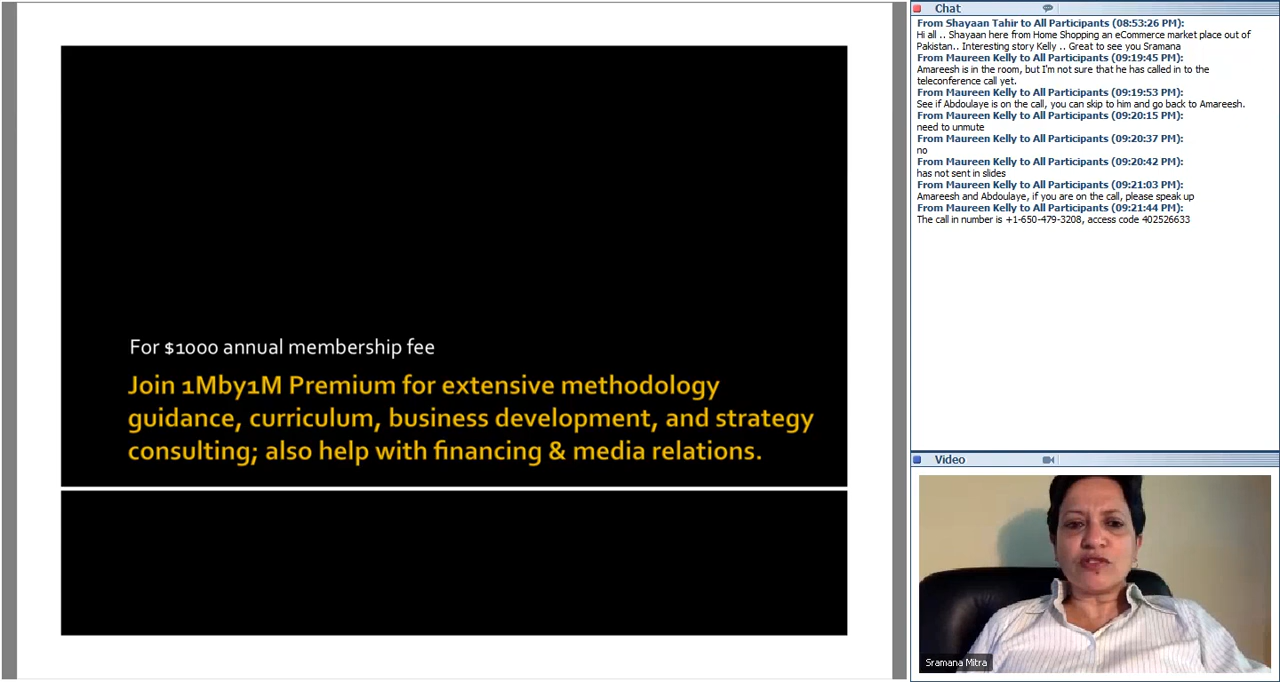 For $1000 annual membership fee
Join 1Mby1M Premium for extensive methodology
guidance, curriculum, business development, and strategy
consulting; also help with financing & media relations.
Chat
From Shayaan Tahir to All Participants (08:53:26 PM):
Hi all .. Shayaan here from Home Shopping an eCommerce market place out of
Pakistan.. Interesting story Kelly .. Great to see you Sramana
From Maureen Kelly to All Participants (09:19:45 PM):
Amareesh is in the room, but I'm not sure that he has called in to the
teleconference call yet.
From Maureen Kelly to All Participants (09:19:53 PM):
See if Abdoulaye is on the call, you can skip to him and go back to Amareesh.
From Maureen Kelly to All Participants (09:20:15 PM):
need to unmute
From Maureen Kelly to All Participants (09:20:37 PM):
no
From Maureen Kelly to All Participants (09:20:42 PM):
has not sent in slides
From Maureen Kelly to All Participants (09:21:03 PM):
Amareesh and Abdoulaye, if you are on the call, please speak up
From Maureen Kelly to All Participants (09:21:44 PM):
The call in number is +1-650-479-3208, access code 402526633
Video
Sramana Mitra